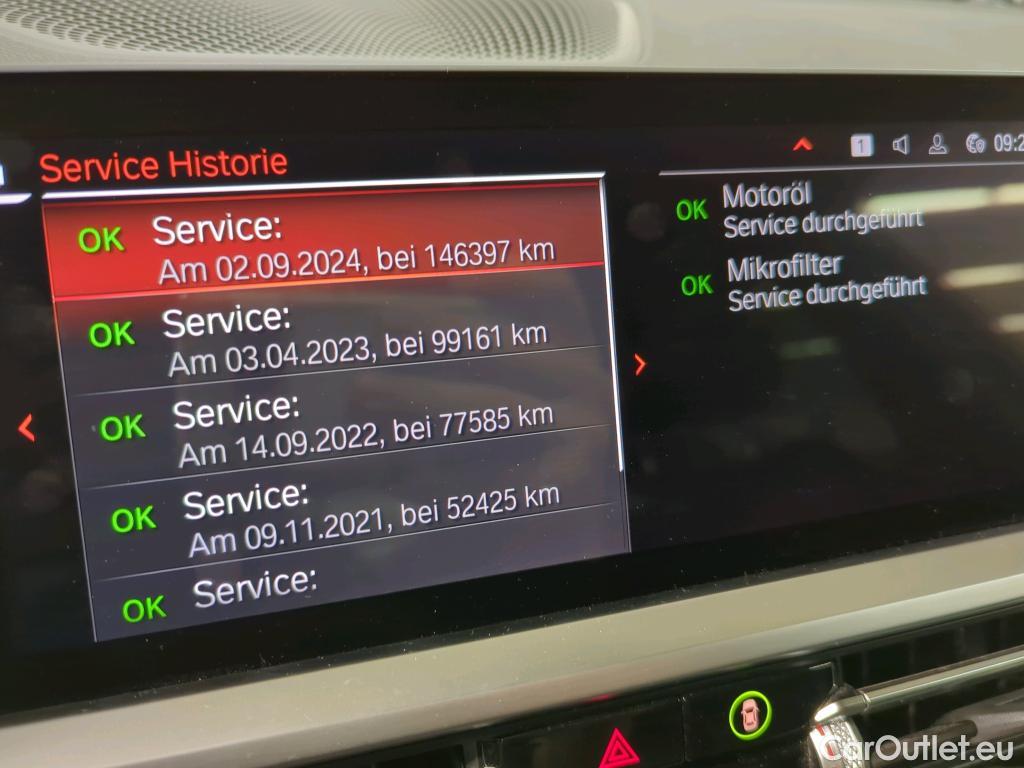 Service Historie
1
09:2
OK Service:
Am 02.09.2024, bei 146397 km
OK Service:
Am 03.04.2023, bei 99161 km
OK Service:
Am 14.09.2022, bei 77585 km
OK Service:
Am 09.11.2021, bei 52425 km
OK Service:
OK Motoröl
Service durchgeführt
OK Mikrofilter
Service durchgeführt
CarOutlet.eu